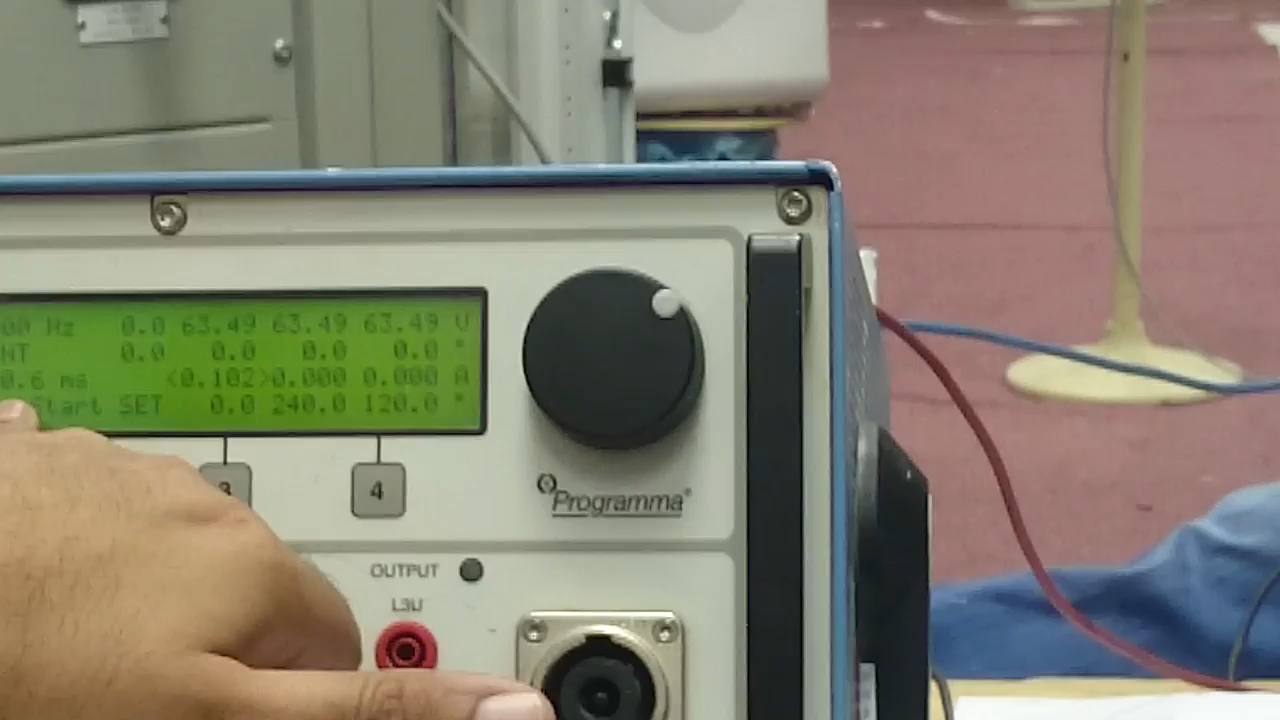 00 Hz 0.0 63.49 63.49 63.49 V
NT 0.0 0.0 0.0 0.0 °
0.6 ms <0.102>0.000 0.000 A
Start SET 0.0 240.0 120.0 °
3 4
Programma®
OUTPUT
L3U